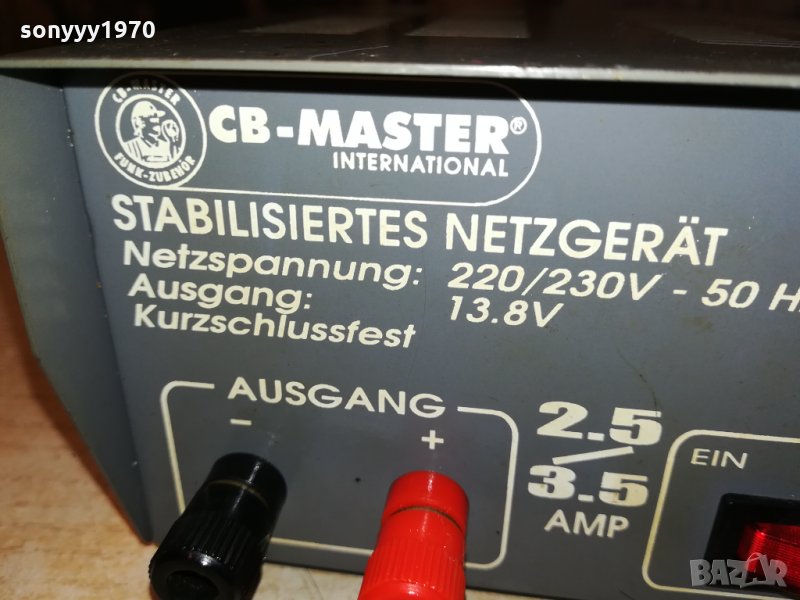 sonyyy1970
CB-MASTER
FUNK-ZUBEHÖR
CB-MASTER®
INTERNATIONAL
STABILISIERTES NETZGERÄT
Netzspannung: 220/230V - 50 H
Ausgang: 13.8V
Kurzschlussfest
AUSGANG
- +
2.5
3.5
AMP
EIN
BAZAR